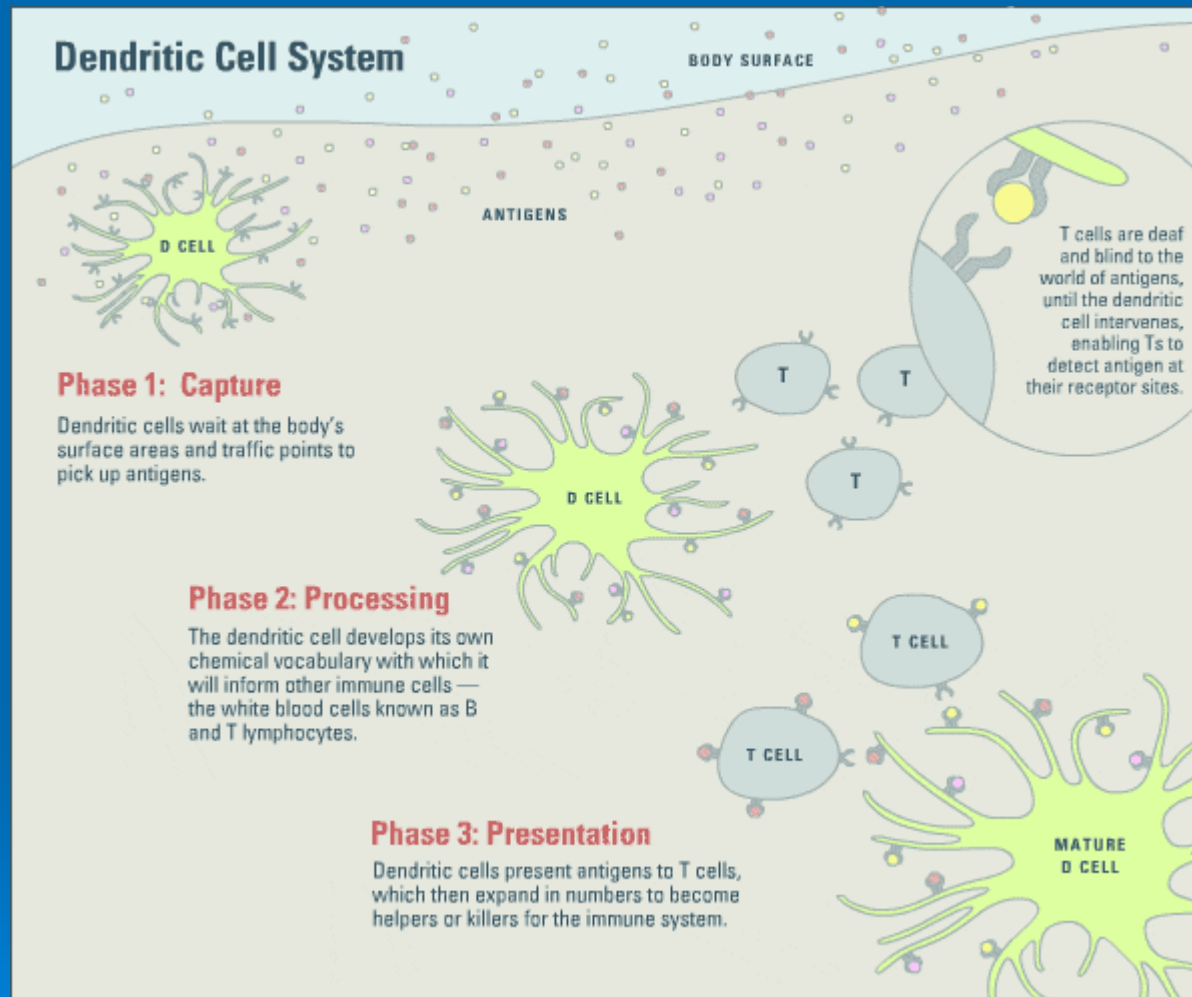 Dendritic Cell System
BODY SURFACE
ANTIGENS
D CELL
T cells are deaf
and blind to the
world of antigens,
until the dendritic
cell intervenes,
enabling Ts to
detect antigen at
their receptor sites.
Phase 1: Capture
Dendritic cells wait at the body's
surface areas and traffic points to
pick up antigens.
T
T
T
D CELL
Phase 2: Processing
The dendritic cell develops its own
chemical vocabulary with which it
will inform other immune cells —
the white blood cells known as B
and T lymphocytes.
T CELL
T CELL
Phase 3: Presentation
Dendritic cells present antigens to T cells,
which then expand in numbers to become
helpers or killers for the immune system.
MATURE
D CELL